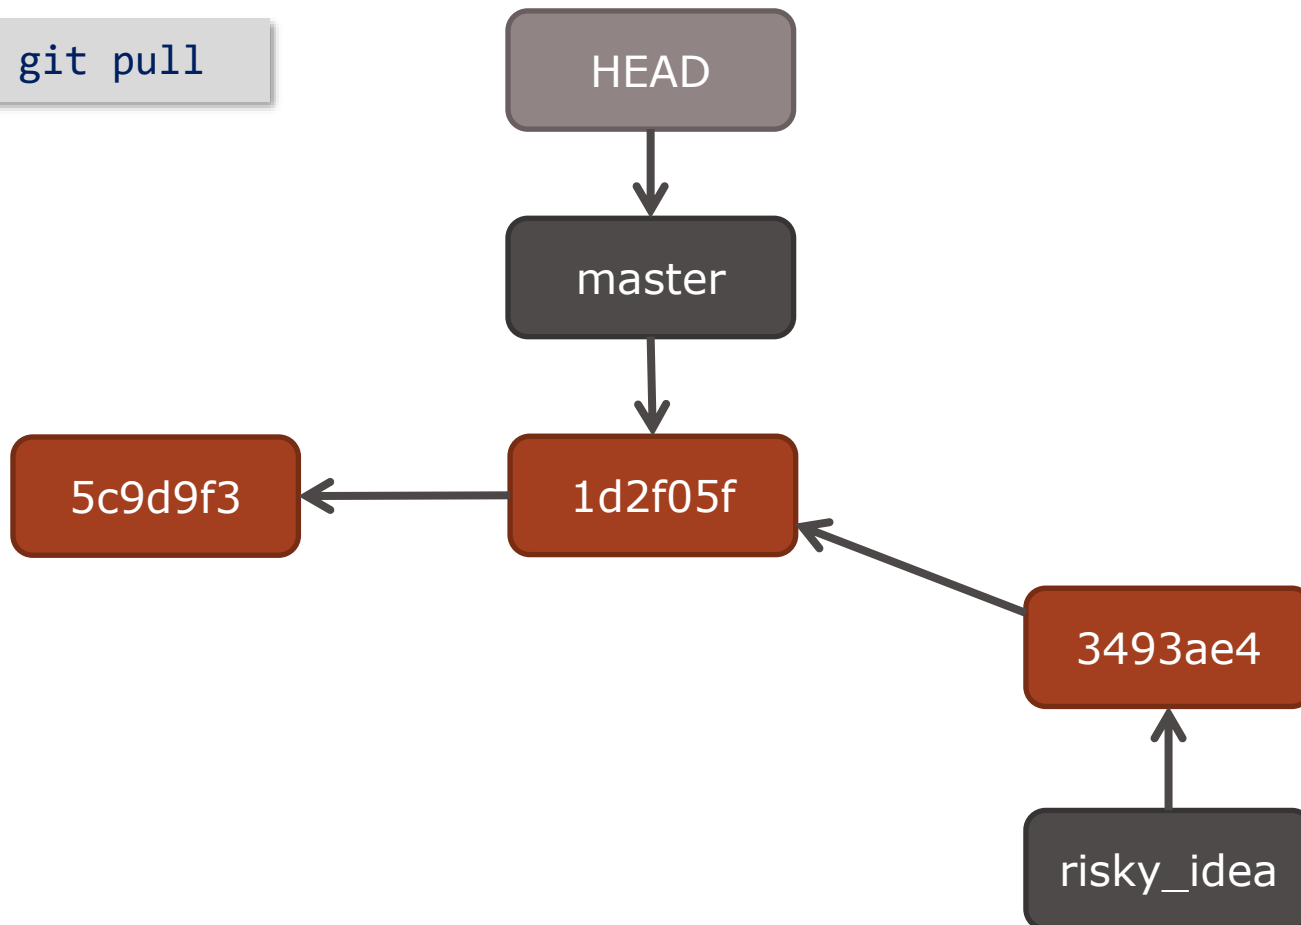 git pull
HEAD
master
5c9d9f3
1d2f05f
3493ae4
risky_idea